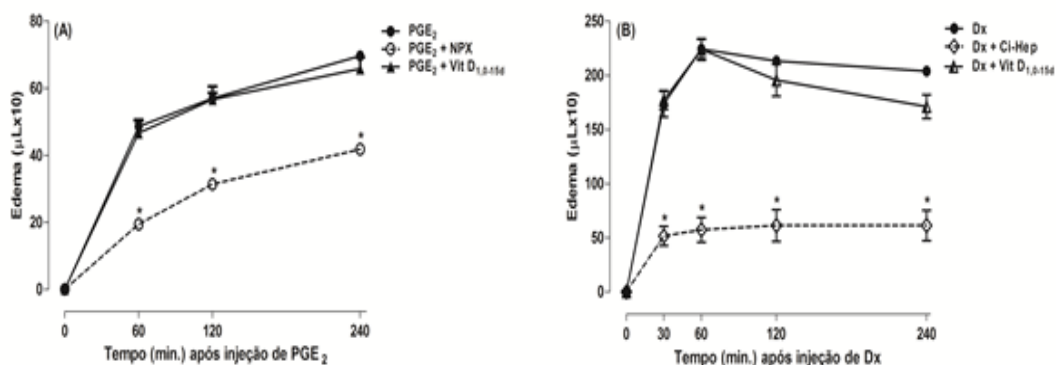 (A)
PGE2
PGE2 + NPX
PGE2 + Vit D1,0-15d
80
60
40
20
0
Edema (µLx10)
*
*
*
0 60 120 240
Tempo (min.) após injeção de PGE2
(B)
Dx
Dx + Ci-Hep
Dx + Vit D1,0-15d
250
200
150
100
50
0
Edema (µLx10)
* * * *
0 30 60 120 240
Tempo (min.) após injeção de Dx